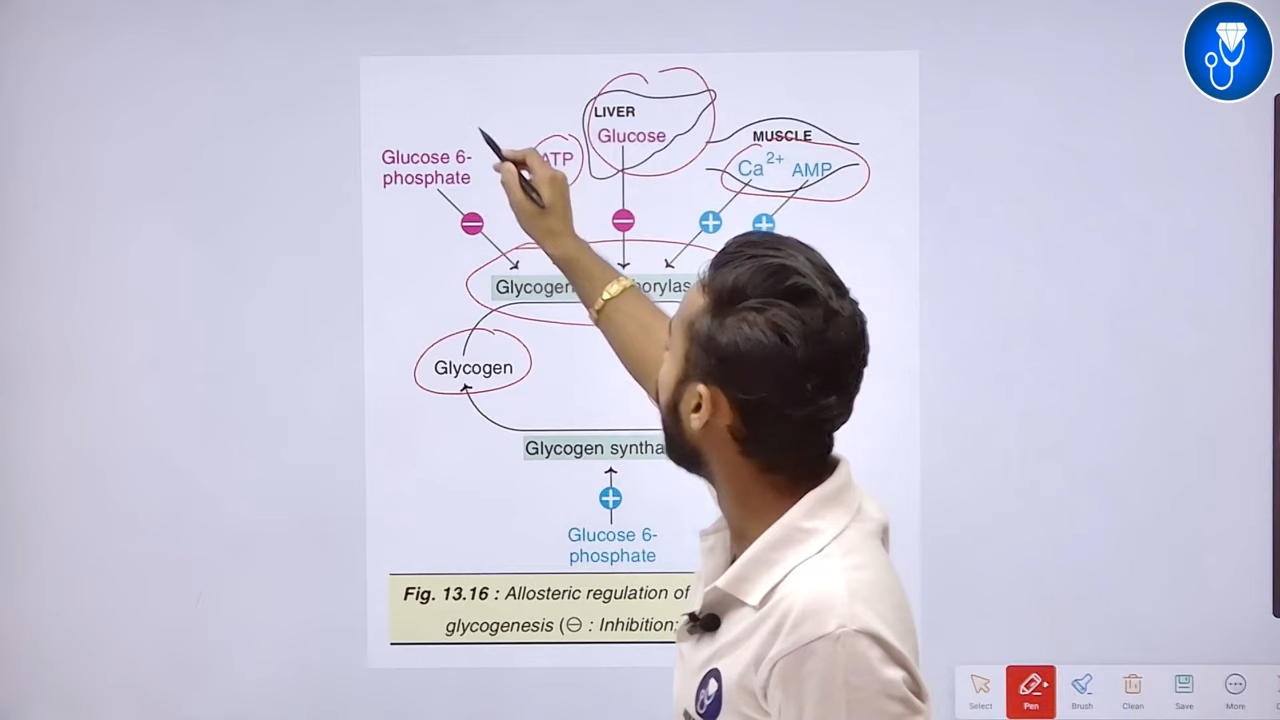 LIVER
Glucose
MUSCLE
Ca2+ AMP
ATP
Glucose 6-
phosphate
Glycogen
Glycogen
Glycogen
Glucose 6-
phosphate
Fig. 13.16 : Allosteric regulation of
glycogenesis (⊖ : Inhibition;
Select
Pen
Brush
Clean
Save
More